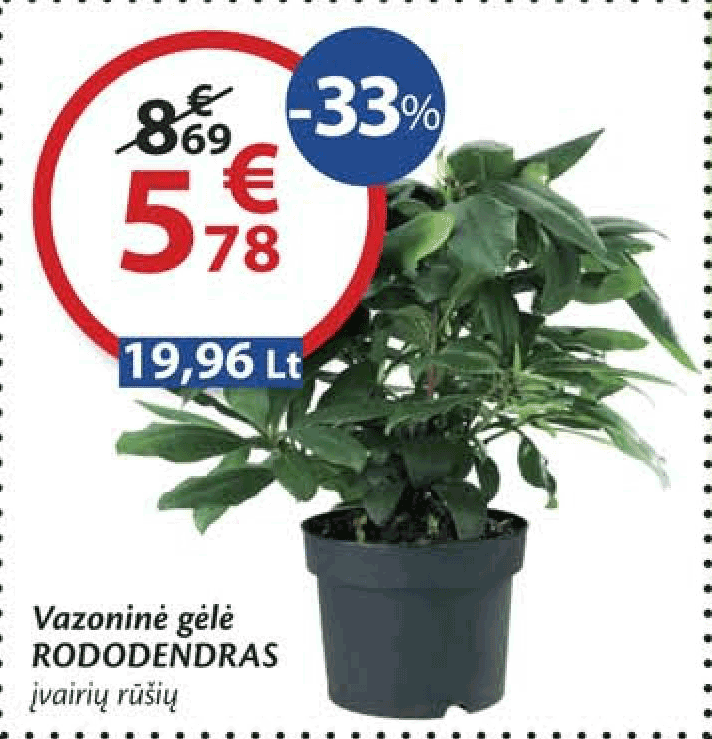 -33%
8 69 €
5 78 €
19,96 Lt
Vazoninė gėlė
RODODENDRAS
įvairių rūšių